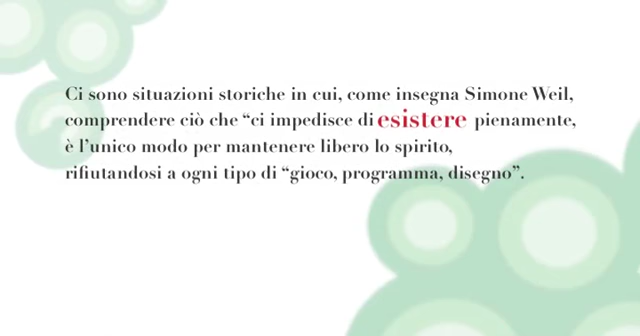 Ci sono situazioni storiche in cui, come insegna Simone Weil,
comprendere ciò che “ci impedisce di esistere pienamente,
è l’unico modo per mantenere libero lo spirito,
rifiutandosi a ogni tipo di “gioco, programma, disegno”.